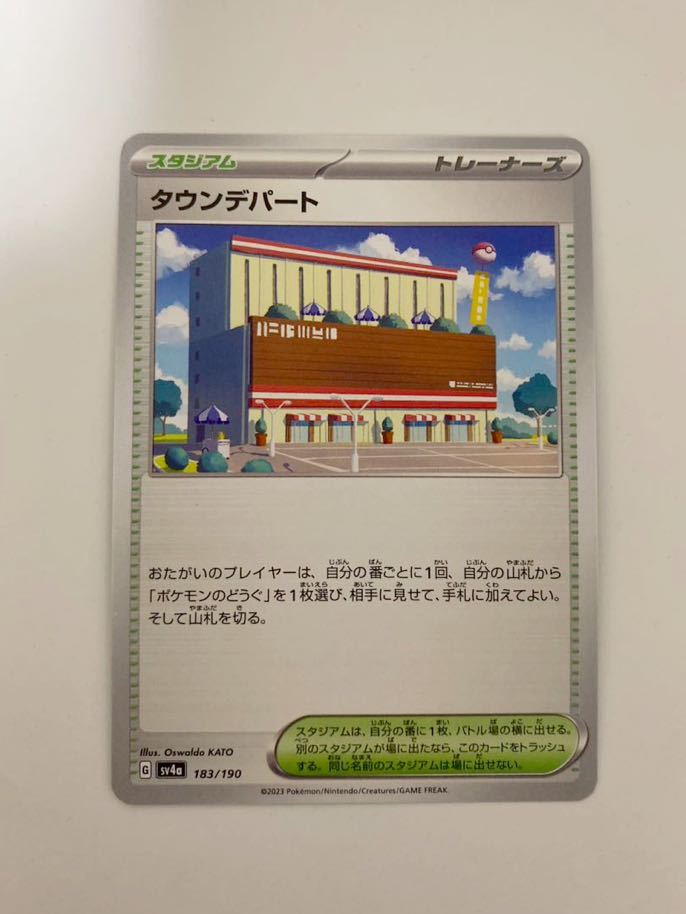 スタジアム トレーナーズ
タウンデパート
おたがいのプレイヤーは、自分の番ごとに1回、自分の山札から
「ポケモンのどうぐ」を1枚選び、相手に見せて、手札に加えてよい。
そして山札を切る。
スタジアムは、自分の番に1枚、バトル場の横に出せる。
別のスタジアムが場に出たなら、このカードをトラッシュ
する。同じ名前のスタジアムは場に出せない。
Illus. Oswaldo KATO
G sv4a 183/190
©2023 Pokémon/Nintendo/Creatures/GAME FREAK.